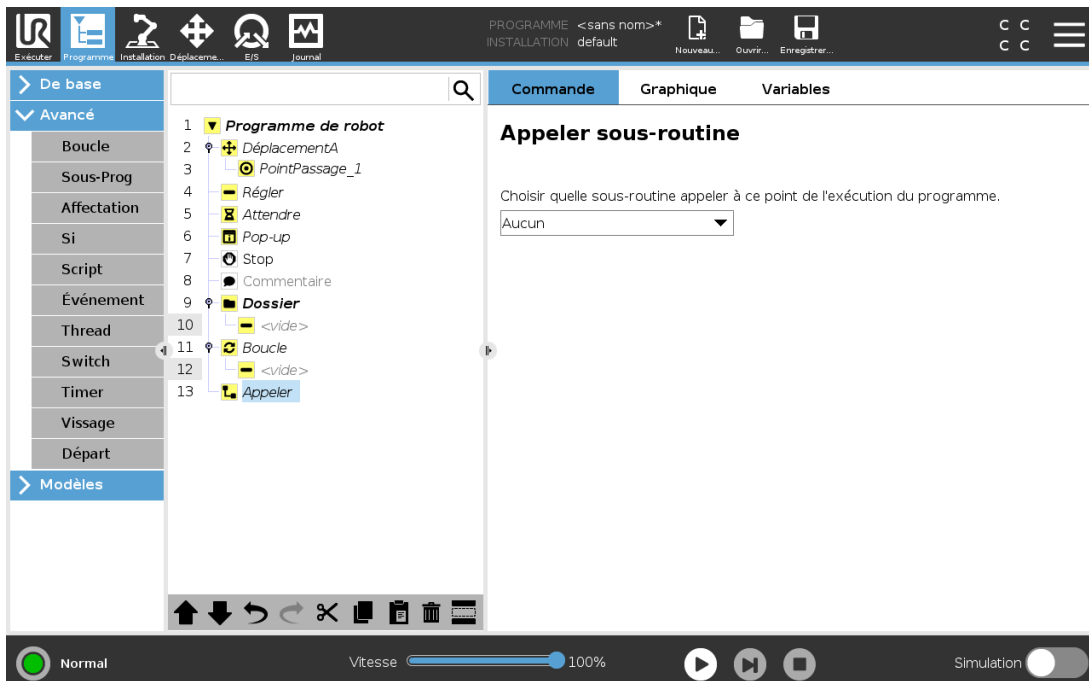 UR
Exécuter
Programme
Installation
Déplaceme...
E/S
Journal
PROGRAMME <sans nom>*
INSTALLATION default
Nouveau...
Ouvrir...
Enregistrer...
C C
C C
De base
Avancé
Boucle
Sous-Prog
Affectation
Si
Script
Événement
Thread
Switch
Timer
Vissage
Départ
Modèles
1 Programme de robot
2 DéplacementA
3 PointPassage_1
4 Régler
5 Attendre
6 Pop-up
7 Stop
8 Commentaire
9 Dossier
10 <vide>
11 Boucle
12 <vide>
13 Appeler
Commande
Graphique
Variables
Appeler sous-routine
Choisir quelle sous-routine appeler à ce point de l'exécution du programme.
Aucun
Normal
Vitesse
100%
Simulation